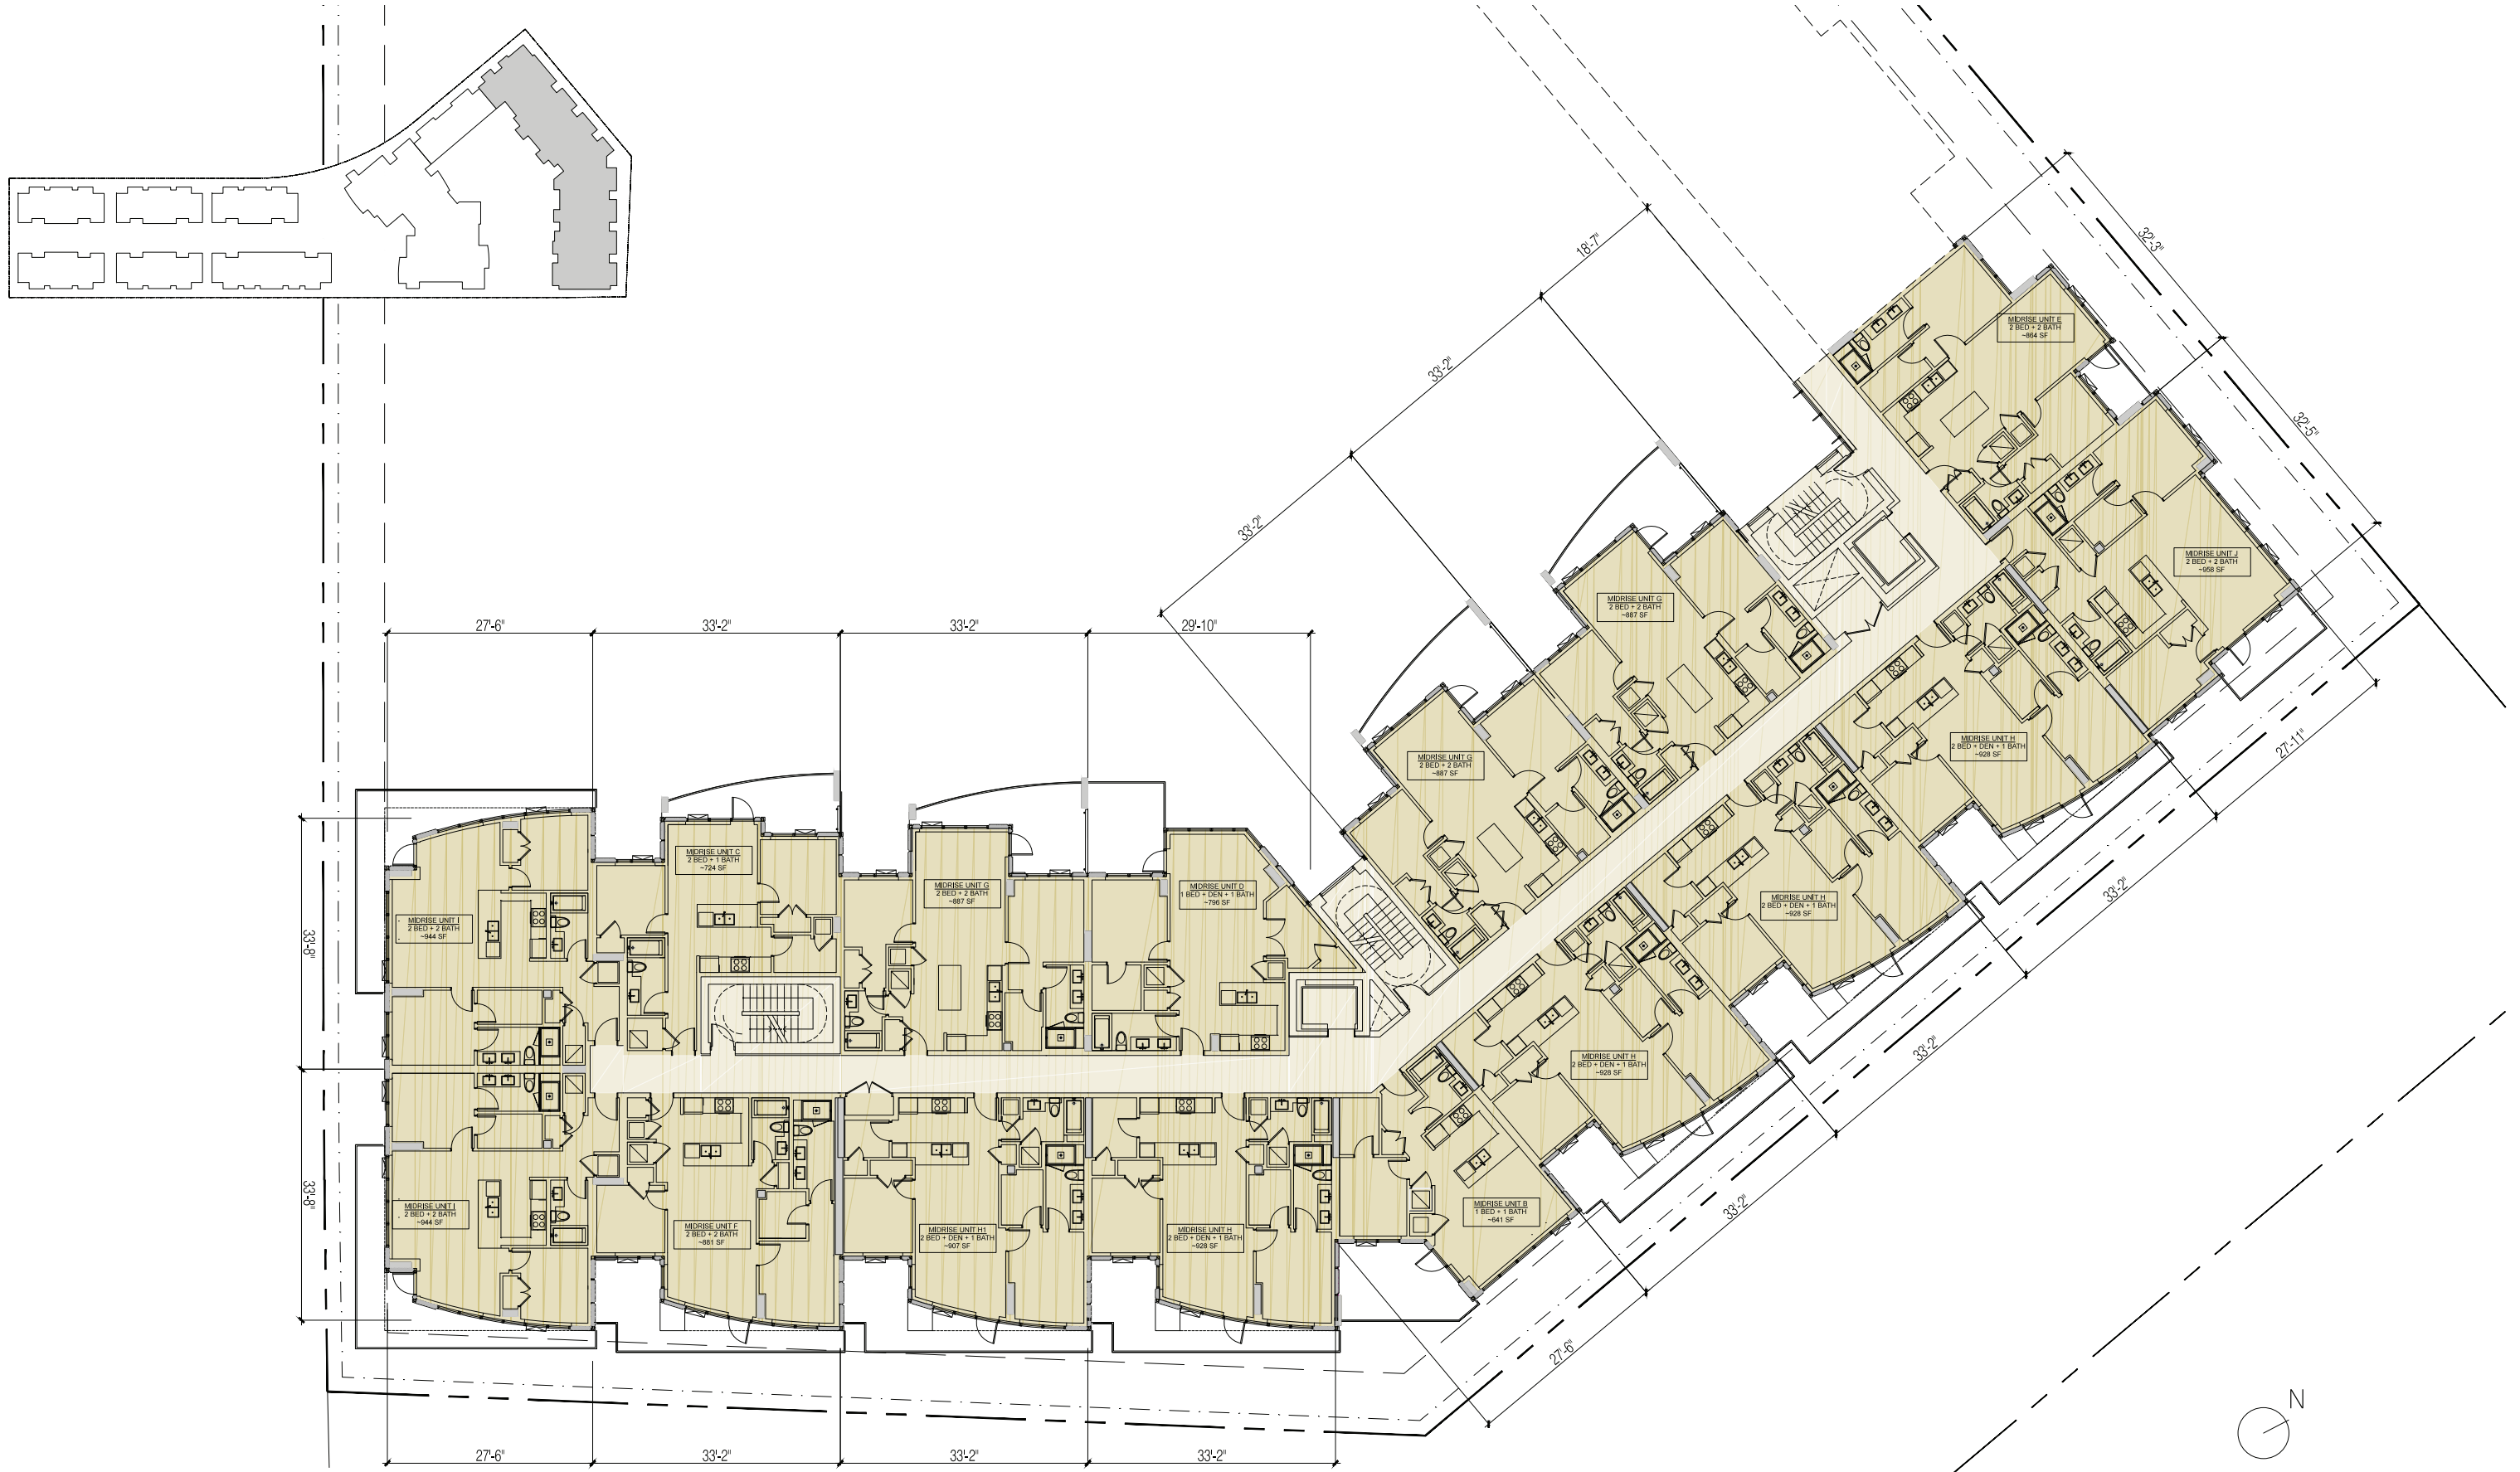 32'-3"
18'-7"
MIDRISE UNIT E
2 BED + 2 BATH
~864 SF
33'-2"
32'-5"
33'-2"
MIDRISE UNIT J
2 BED + 2 BATH
~958 SF
MIDRISE UNIT G
2 BED + 2 BATH
~887 SF
27'-6"
33'-2"
33'-2"
29'-10"
MIDRISE UNIT H
2 BED + DEN + 1 BATH
~928 SF
27'-11"
MIDRISE UNIT G
2 BED + 2 BATH
~887 SF
MIDRISE UNIT C
2 BED + 1 BATH
~724 SF
MIDRISE UNIT G
2 BED + 2 BATH
~887 SF
MIDRISE UNIT D
1 BED + DEN + 1 BATH
~796 SF
MIDRISE UNIT H
2 BED + DEN + 1 BATH
~928 SF
33'-2"
MIDRISE UNIT I
2 BED + 2 BATH
~944 SF
33'-8"
33'-2"
MIDRISE UNIT H
2 BED + DEN + 1 BATH
~928 SF
33'-8"
MIDRISE UNIT I
2 BED + 2 BATH
~944 SF
MIDRISE UNIT F
2 BED + 2 BATH
~881 SF
MIDRISE UNIT H1
2 BED + DEN + 1 BATH
~907 SF
MIDRISE UNIT H
2 BED + DEN + 1 BATH
~928 SF
MIDRISE UNIT B
1 BED + 1 BATH
~641 SF
33'-2"
27'-6"
N
27'-6"
33'-2"
33'-2"
33'-2"